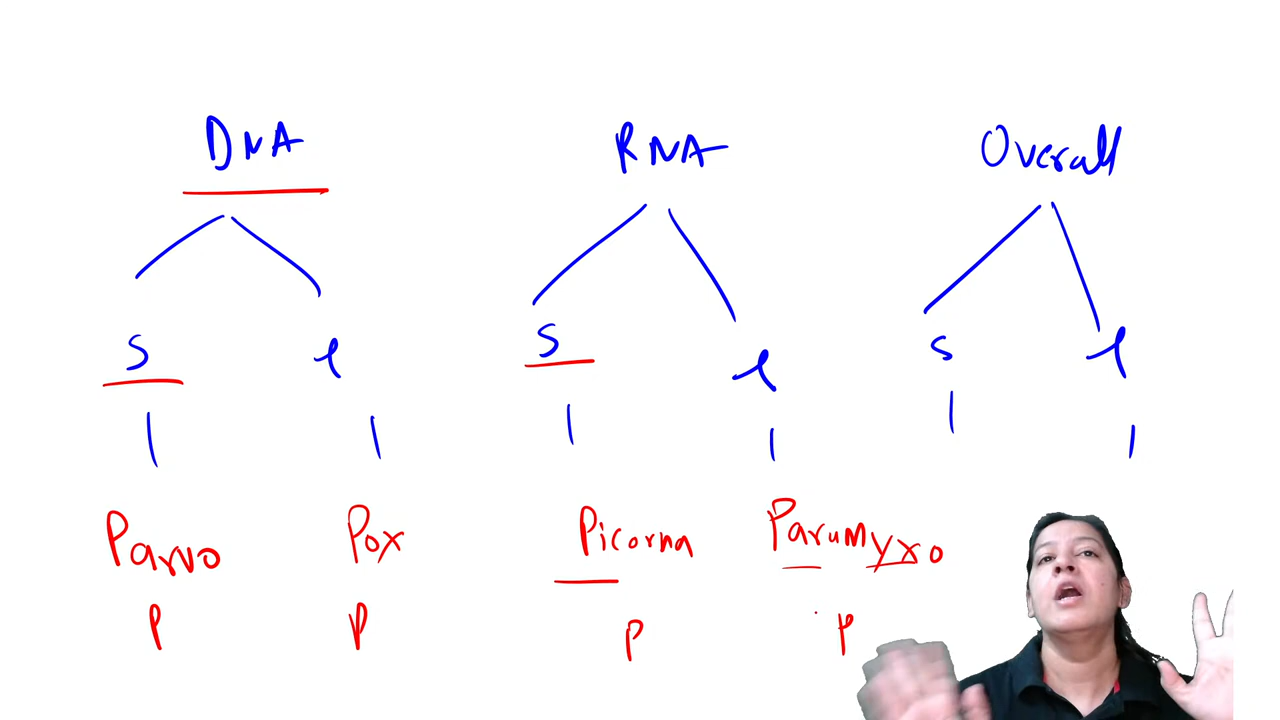 DNA RNA Overall
S l S l S l
Parvo Pox Picorna Paramyxo
P P P P